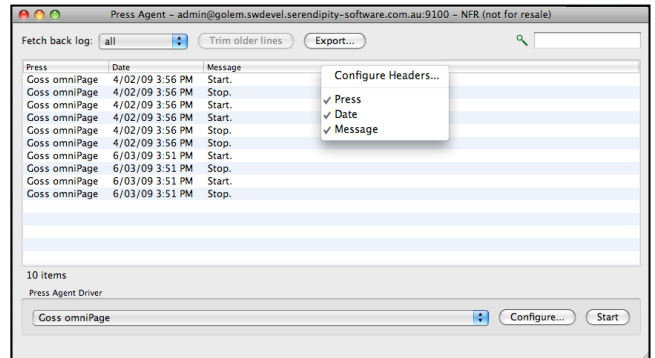 Press Agent – admin@golem.swdevel.serendipity-software.com.au:9100 – NFR (not for resale)
Fetch back log: all Trim older lines Export...
Press Date Message
Goss omniPage 4/02/09 3:56 PM Start.
Goss omniPage 4/02/09 3:56 PM Stop.
Goss omniPage 4/02/09 3:56 PM Start.
Goss omniPage 4/02/09 3:56 PM Stop.
Goss omniPage 4/02/09 3:56 PM Start.
Goss omniPage 4/02/09 3:56 PM Stop.
Goss omniPage 6/03/09 3:51 PM Start.
Goss omniPage 6/03/09 3:51 PM Stop.
Goss omniPage 6/03/09 3:51 PM Start.
Goss omniPage 6/03/09 3:51 PM Stop.
Configure Headers...
Press
Date
Message
10 items
Press Agent Driver
Goss omniPage Configure... Start